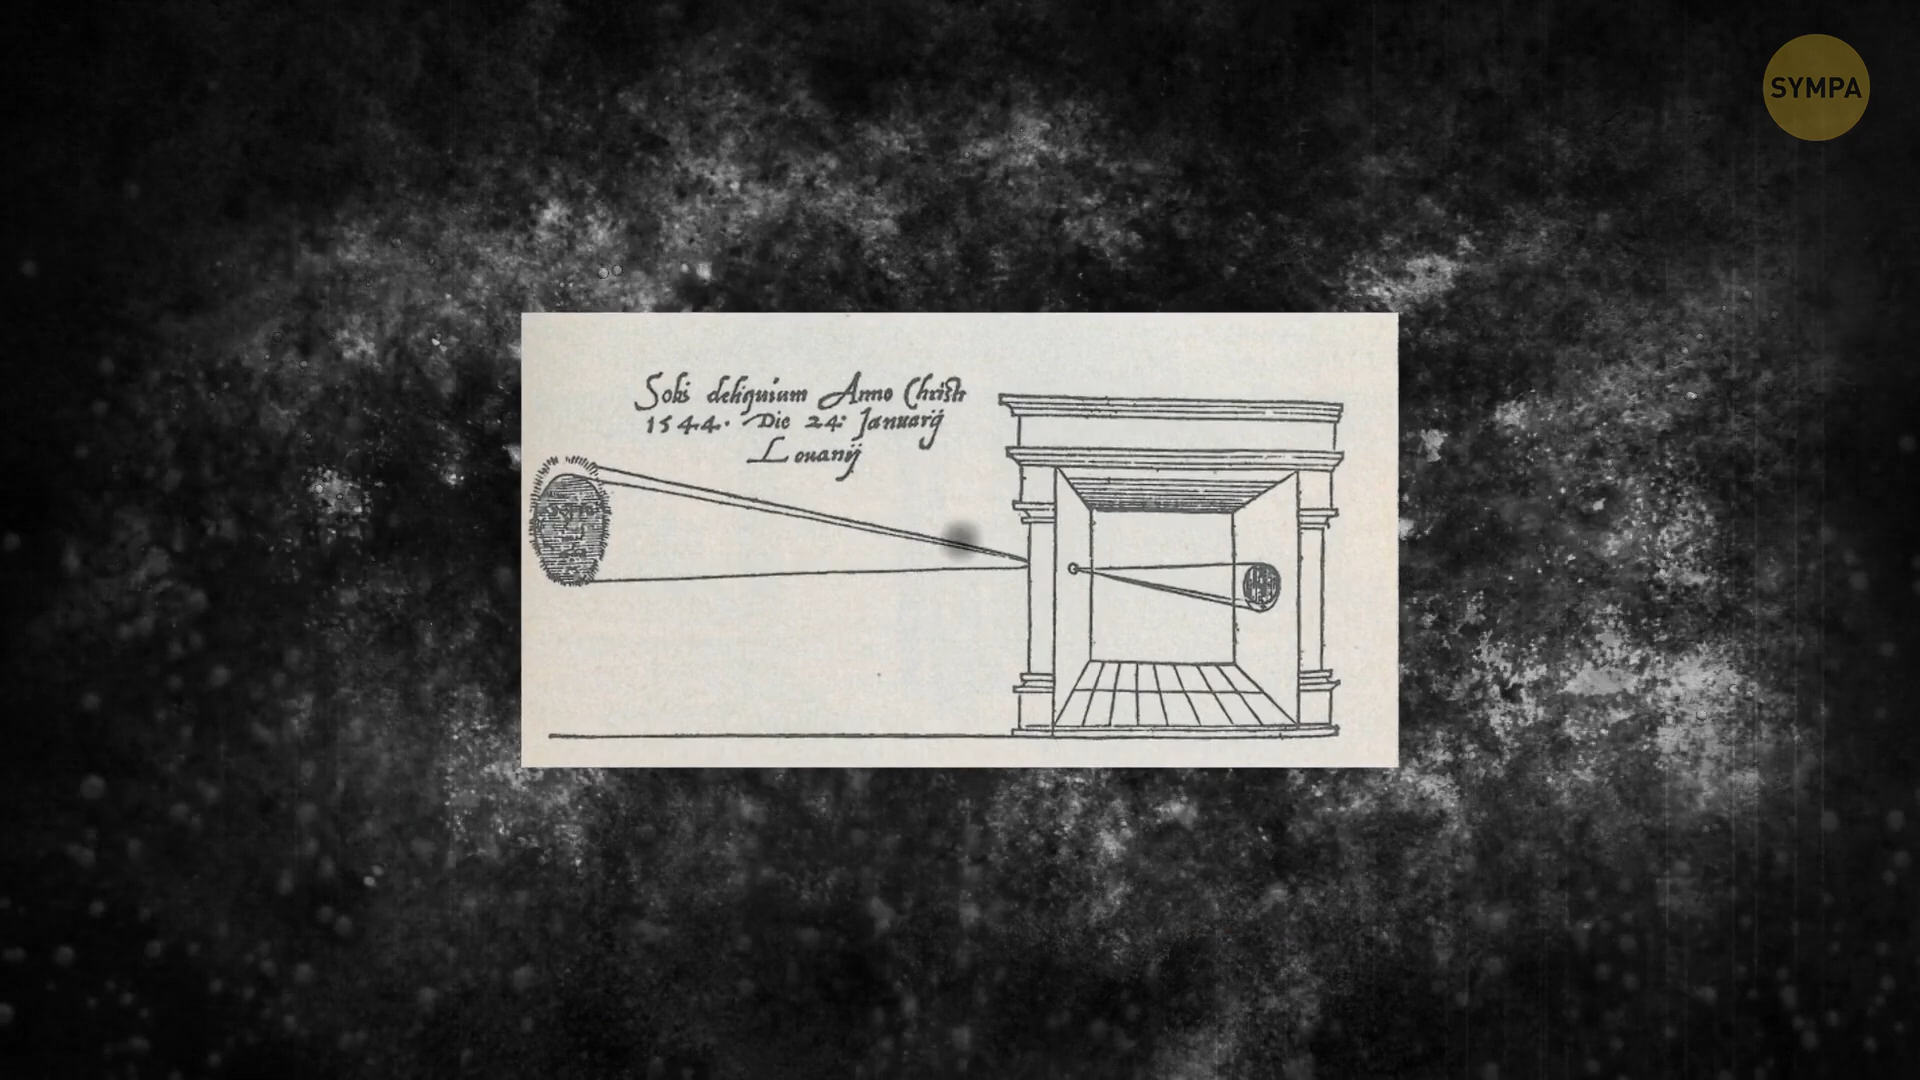 Solis deliquium Anno Christi
1544. Die 24: Januarij
Louanij
SYMPA